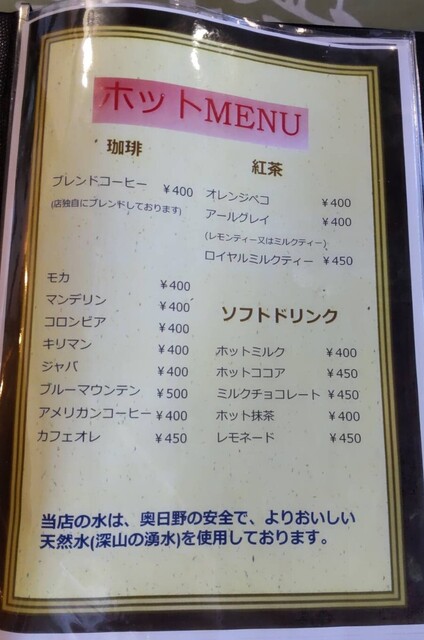 ホットMENU
珈琲
ブレンドコーヒー ￥400
(店独自にブレンドしております)
モカ ￥400
マンデリン ￥400
コロンビア ￥400
キリマン ￥400
ジャバ ￥400
ブルーマウンテン ￥500
アメリカンコーヒー ￥400
カフェオレ ￥450
紅茶
オレンジペコ ￥400
アールグレイ ￥400
(レモンティー又はミルクティー)
ロイヤルミルクティー ￥450
ソフトドリンク
ホットミルク ￥400
ホットココア ￥450
ミルクチョコレート ￥450
ホット抹茶 ￥400
レモネード ￥450
当店の水は、奥日野の安全で、よりおいしい
天然水(深山の湧水)を使用しております。